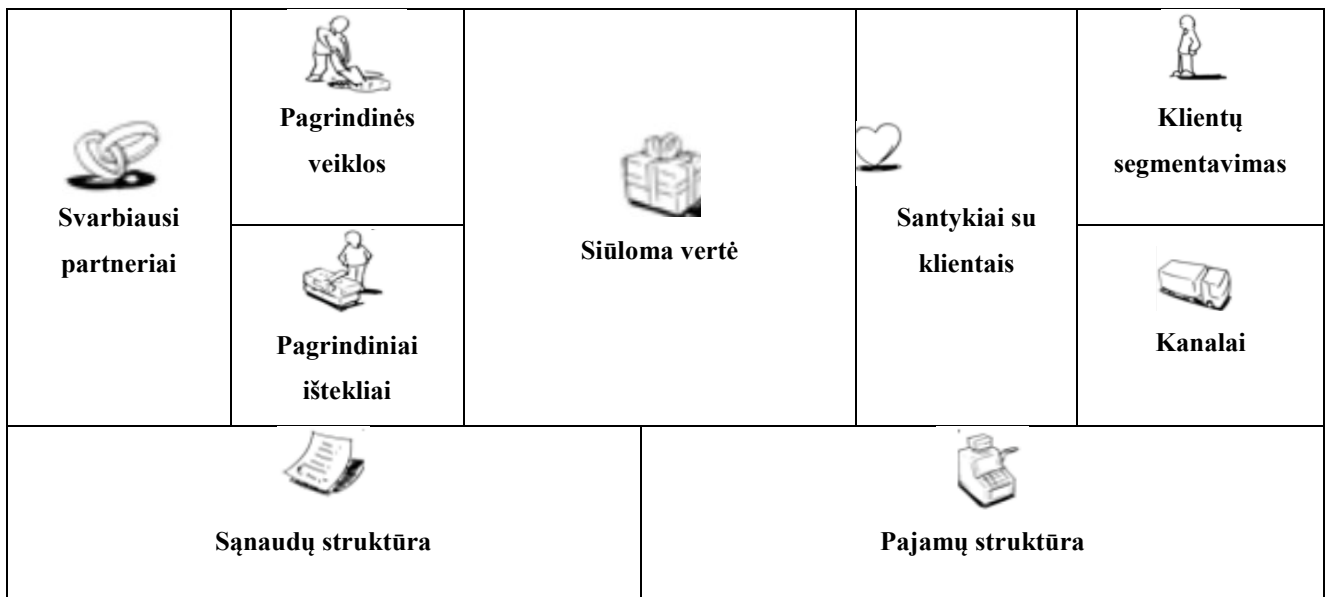 Svarbiausi
partneriai
Pagrindinės
veiklos
Pagrindiniai
ištekliai
Siūloma vertė
Santykiai su
klientais
Klientų
segmentavimas
Kanalai
Sąnaudų struktūra
Pajamų struktūra